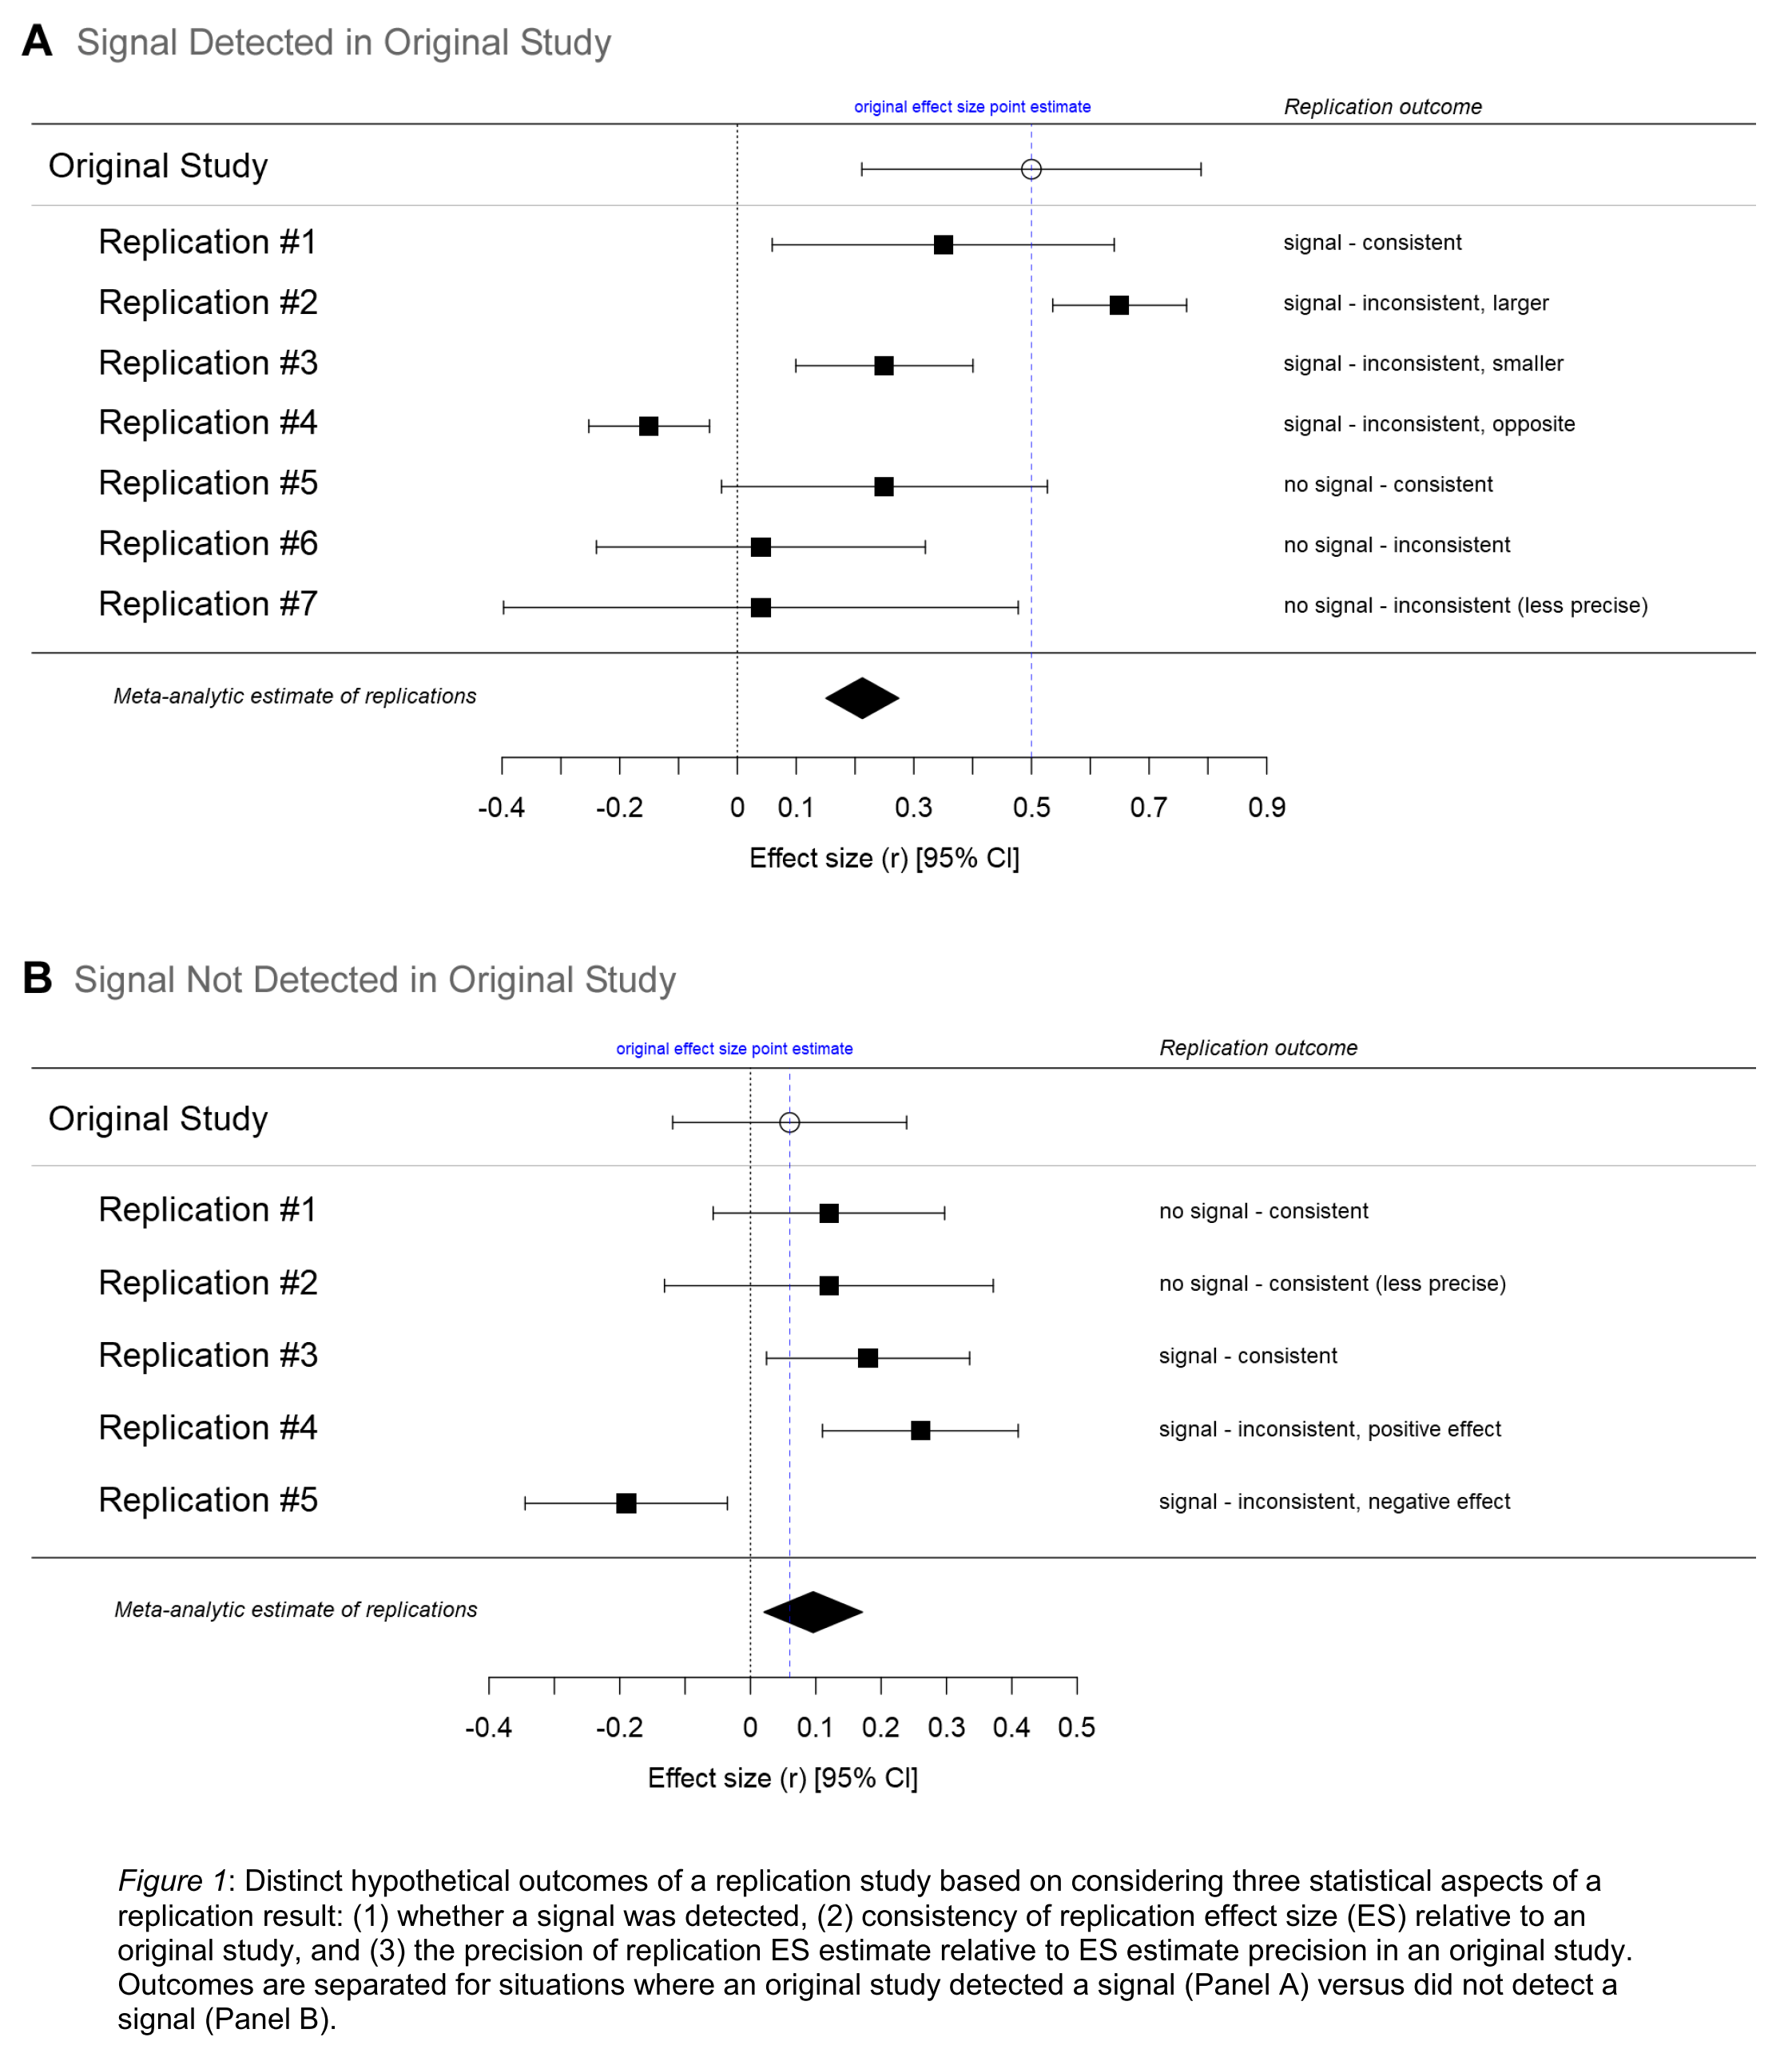 A Signal Detected in Original Study
original effect size point estimate Replication outcome
Original Study
Replication #1 signal - consistent
Replication #2 signal - inconsistent, larger
Replication #3 signal - inconsistent, smaller
Replication #4 signal - inconsistent, opposite
Replication #5 no signal - consistent
Replication #6 no signal - inconsistent
Replication #7 no signal - inconsistent (less precise)
Meta-analytic estimate of replications
-0.4 -0.2 0 0.1 0.3 0.5 0.7 0.9
Effect size (r) [95% CI]
B Signal Not Detected in Original Study
original effect size point estimate Replication outcome
Original Study
Replication #1 no signal - consistent
Replication #2 no signal - consistent (less precise)
Replication #3 signal - consistent
Replication #4 signal - inconsistent, positive effect
Replication #5 signal - inconsistent, negative effect
Meta-analytic estimate of replications
-0.4 -0.2 0 0.1 0.2 0.3 0.4 0.5
Effect size (r) [95% CI]
Figure 1: Distinct hypothetical outcomes of a replication study based on considering three statistical aspects of a
replication result: (1) whether a signal was detected, (2) consistency of replication effect size (ES) relative to an
original study, and (3) the precision of replication ES estimate relative to ES estimate precision in an original study.
Outcomes are separated for situations where an original study detected a signal (Panel A) versus did not detect a
signal (Panel B).